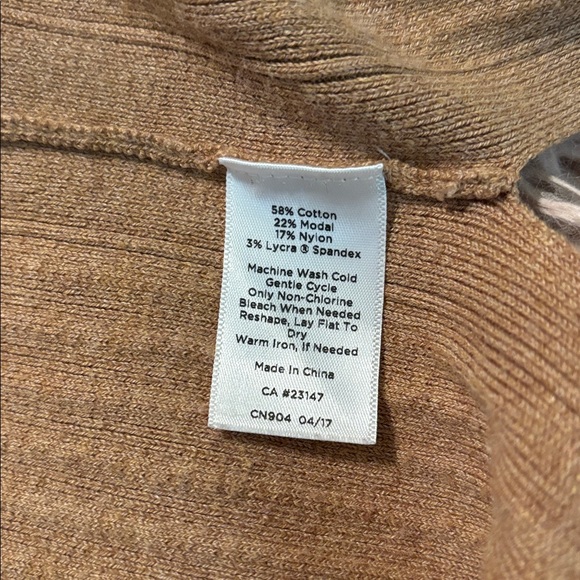 58% Cotton
22% Modal
17% Nylon
3% Lycra ® Spandex
Machine Wash Cold
Gentle Cycle
Only Non-Chlorine
Bleach When Needed
Reshape, Lay Flat To
Dry
Warm Iron, If Needed
Made In China
CA #23147
CN904 04/17